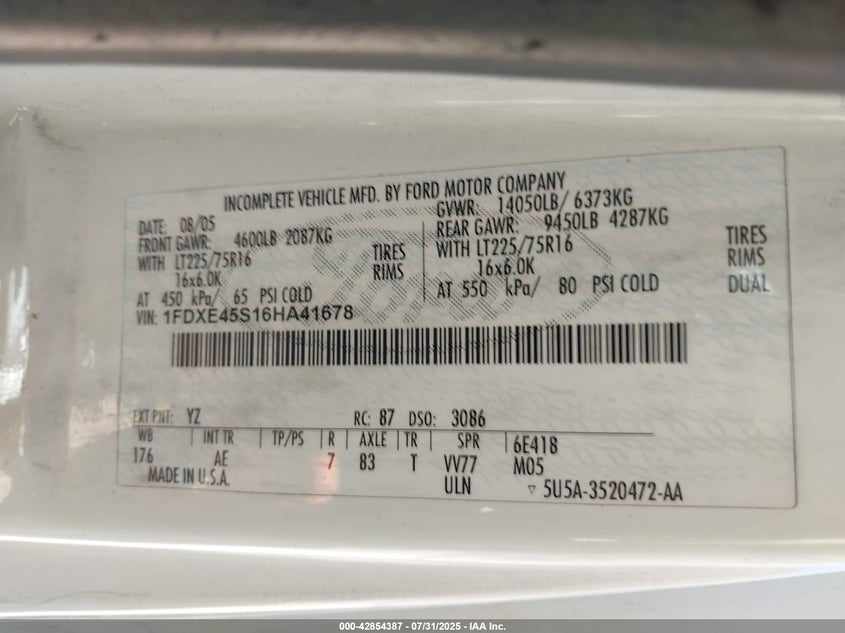 INCOMPLETE VEHICLE MFD. BY FORD MOTOR COMPANY
DATE: 08/05
FRONT GAWR: 4600LB 2087KG
WITH LT225/75R16 TIRES
16x6.0K RIMS
AT 450 kPa/ 65 PSI COLD
GVWR: 14050LB/ 6373KG
REAR GAWR: 9450LB 4287KG
WITH LT225/75R16 TIRES
16x6.0K RIMS
AT 550 kPa/ 80 PSI COLD DUAL
VIN: 1FDXE45S16HA41678
EXT PNT: YZ RC: 87 DSO: 3086
WB INT TR TP/PS R AXLE TR SPR 6E418
176 AE 7 83 T VV77 M05
MADE IN U.S.A. ULN ▽ 5U5A-3520472-AA
Ford
000-42854387 - 07/31/2025 - IAA Inc.